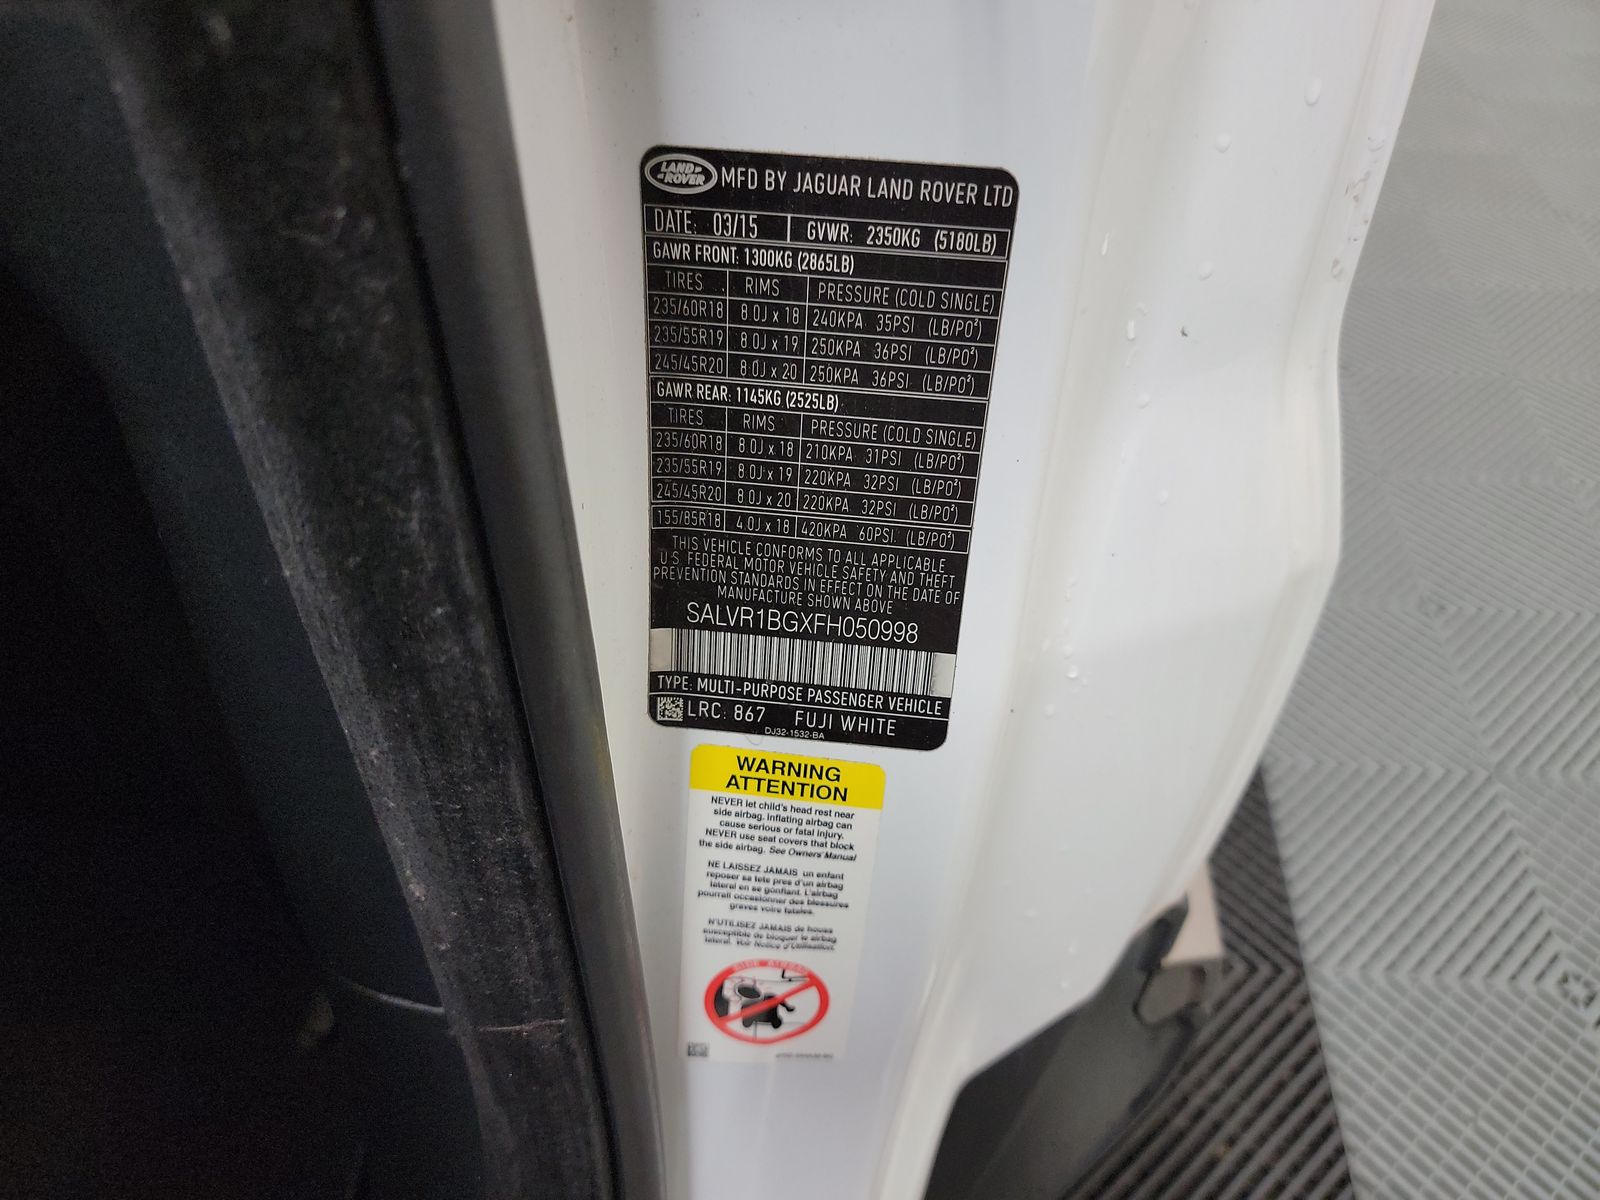 LAND ROVER MFD BY JAGUAR LAND ROVER LTD
DATE: 03/15 GVWR: 2350KG (5180LB)
GAWR FRONT: 1300KG (2865LB)
TIRES RIMS PRESSURE (COLD SINGLE)
235/60R18 8.0J x 18 240KPA 35PSI (LB/PO²)
235/55R19 8.0J x 19 250KPA 36PSI (LB/PO²)
245/45R20 8.0J x 20 250KPA 36PSI (LB/PO²)
GAWR REAR: 1145KG (2525LB)
TIRES RIMS PRESSURE (COLD SINGLE)
235/60R18 8.0J x 18 210KPA 31PSI (LB/PO²)
235/55R19 8.0J x 19 220KPA 32PSI (LB/PO²)
245/45R20 8.0J x 20 220KPA 32PSI (LB/PO²)
155/85R18 4.0J x 18 420KPA 60PSI (LB/PO²)
THIS VEHICLE CONFORMS TO ALL APPLICABLE
U.S. FEDERAL MOTOR VEHICLE SAFETY AND THEFT
PREVENTION STANDARDS IN EFFECT ON THE DATE OF
MANUFACTURE SHOWN ABOVE
SALVR1BGXFH050998
TYPE: MULTI-PURPOSE PASSENGER VEHICLE
LRC: 867 FUJI WHITE
DJ32-1532-BA
WARNING
ATTENTION
NEVER let child's head rest near
side airbag. Inflating airbag can
cause serious or fatal injury.
NEVER use seat covers that block
the side airbag. See Owners Manual
NE LAISSEZ JAMAIS un enfant
reposer sa tete pres d'un airbag
lateral en se gonflant. L'airbag
pourrait occasionner des blessures
graves voire fatales.
N'UTILISEZ JAMAIS de houss
susceptible de bloquer le airbag
lateral. Voir Notice d'Utilisation.
SIDE AIRBAG